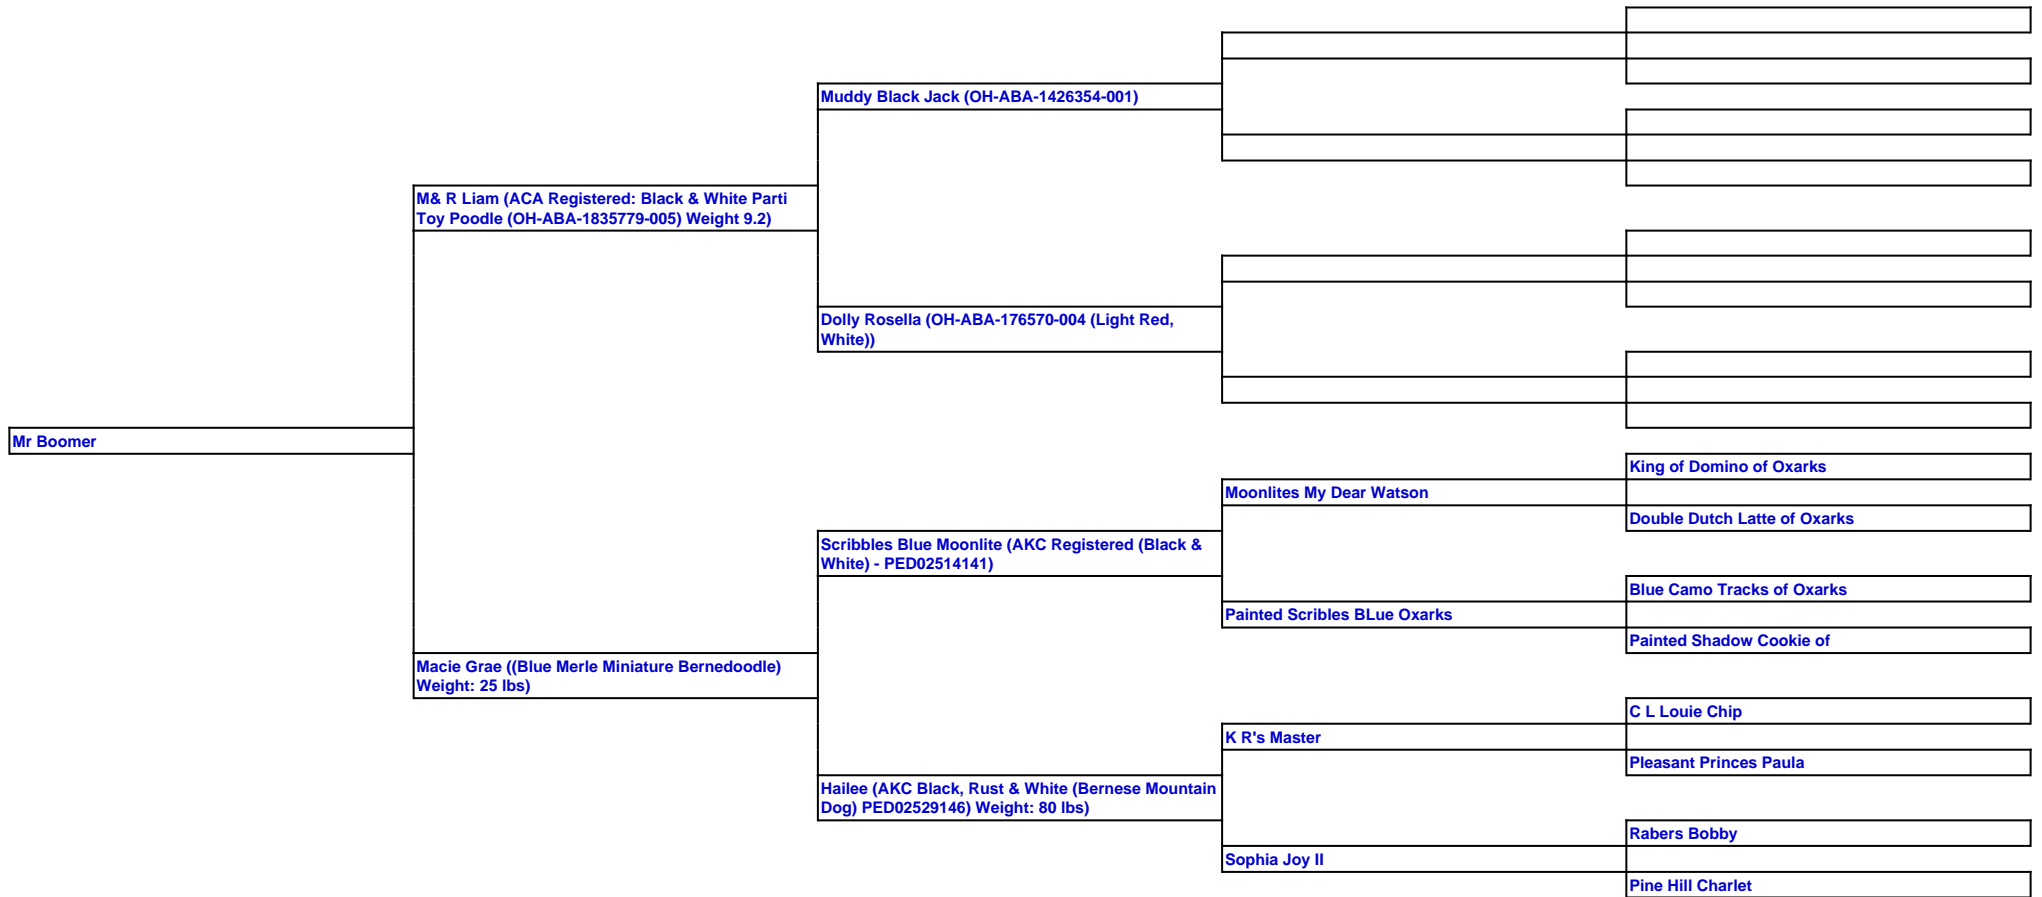 Muddy Black Jack (OH-ABA-1426354-001)
M& R Liam (ACA Registered: Black & White Parti
Toy Poodle (OH-ABA-1835779-005) Weight 9.2)
Dolly Rosella (OH-ABA-176570-004 (Light Red,
White))
Mr Boomer
King of Domino of Oxarks
Moonlites My Dear Watson
Double Dutch Latte of Oxarks
Scribbles Blue Moonlite (AKC Registered (Black &
White) - PED02514141)
Blue Camo Tracks of Oxarks
Painted Scribles BLue Oxarks
Painted Shadow Cookie of
Macie Grae ((Blue Merle Miniature Bernedoodle)
Weight: 25 lbs)
C L Louie Chip
K R's Master
Pleasant Princes Paula
Hailee (AKC Black, Rust & White (Bernese Mountain
Dog) PED02529146) Weight: 80 lbs)
Rabers Bobby
Sophia Joy II
Pine Hill Charlet